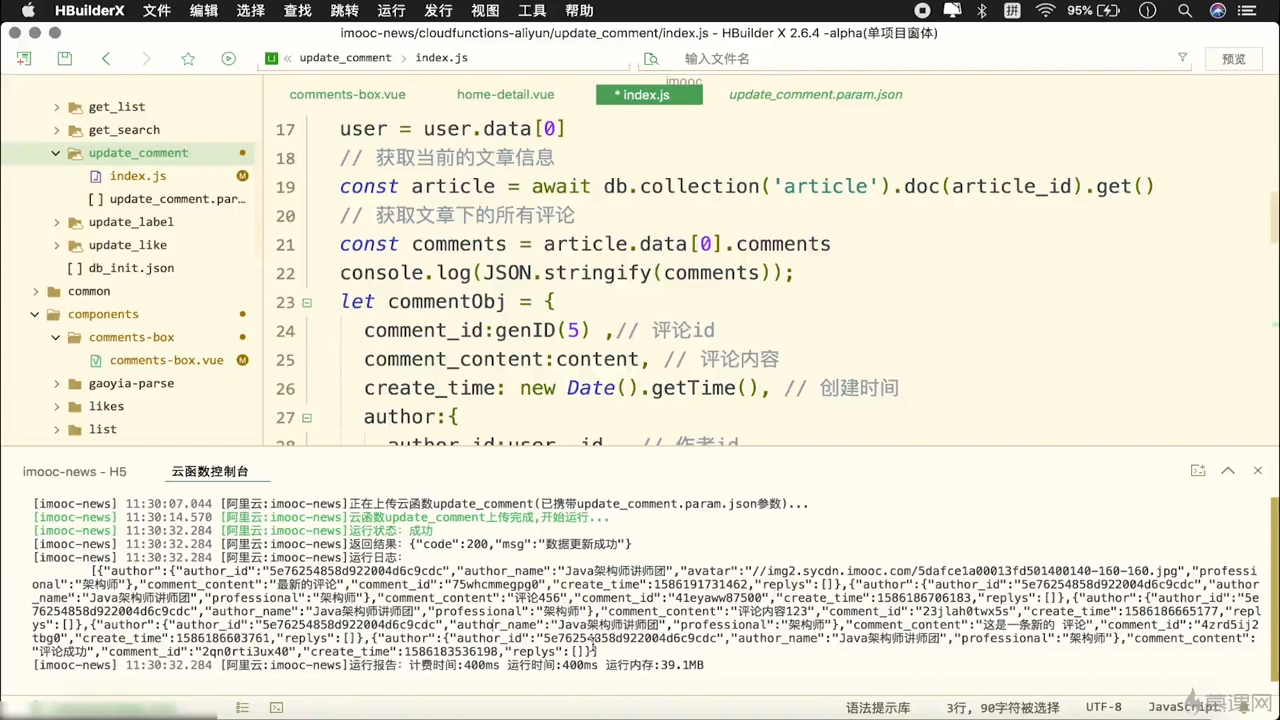 HBuilderX 文件 编辑 选择 查找 跳转 运行 发行 视图 工具 帮助 95%
imooc-news/cloudfunctions-aliyun/update_comment/index.js - HBuilder X 2.6.4 -alpha(单项目窗体)
« update_comment > index.js 输入文件名 预览
imooc
comments-box.vue home-detail.vue * index.js update_comment.param.json
get_list
get_search
update_comment
index.js M
[ ] update_comment.par...
update_label
update_like
[ ] db_init.json
common
components
comments-box
comments-box.vue M
gaoyia-parse
likes
list
17 user = user.data[0]
18 // 获取当前的文章信息
19 const article = await db.collection('article').doc(article_id).get()
20 // 获取文章下的所有评论
21 const comments = article.data[0].comments
22 console.log(JSON.stringify(comments));
23 let commentObj = {
24 comment_id:genID(5) ,// 评论id
25 comment_content:content, // 评论内容
26 create_time: new Date().getTime(), // 创建时间
27 author:{
28 author_id:user._id, // 作者id
imooc-news - H5 云函数控制台
[imooc-news] 11:30:07.044 [阿里云:imooc-news]正在上传云函数update_comment(已携带update_comment.param.json参数)...
[imooc-news] 11:30:14.570 [阿里云:imooc-news]云函数update_comment上传完成,开始运行...
[imooc-news] 11:30:32.284 [阿里云:imooc-news]运行状态: 成功
[imooc-news] 11:30:32.284 [阿里云:imooc-news]返回结果: {"code":200,"msg":"数据更新成功"}
[imooc-news] 11:30:32.284 [阿里云:imooc-news]运行日志:
[{"author":{"author_id":"5e76254858d922004d6c9cdc","author_name":"Java架构师讲师团","avatar":"//img2.sycdn.imooc.com/5dafce1a00013fd501400140-160-160.jpg","professi
onal":"架构师"},"comment_content":"最新的评论","comment_id":"75whcmmegpg0","create_time":1586191731462,"replys":[]},{"author":{"author_id":"5e76254858d922004d6c9cdc","author
_name":"Java架构师讲师团","professional":"架构师"},"comment_content":"评论456","comment_id":"41eyaww87500","create_time":1586186706183,"replys":[]},{"author":{"author_id":"5e
76254858d922004d6c9cdc","author_name":"Java架构师讲师团","professional":"架构师"},"comment_content":"评论内容123","comment_id":"23jlah0twx5s","create_time":1586186665177,"repl
ys":[]},{"author":{"author_id":"5e76254858d922004d6c9cdc","author_name":"Java架构师讲师团","professional":"架构师"},"comment_content":"这是一条新的 评论","comment_id":"4zrd5ij2
tbg0","create_time":1586186603761,"replys":[]},{"author":{"author_id":"5e76254858d922004d6c9cdc","author_name":"Java架构师讲师团","professional":"架构师"},"comment_content":
"评论成功","comment_id":"2qn0rti3ux40","create_time":1586183536198,"replys":[]}]
[imooc-news] 11:30:32.284 [阿里云:imooc-news]运行报告: 计费时间:400ms 运行时间:400ms 运行内存:39.1MB
语法提示库 3行, 90字符被选择 UTF-8 JavaScript
慕课网